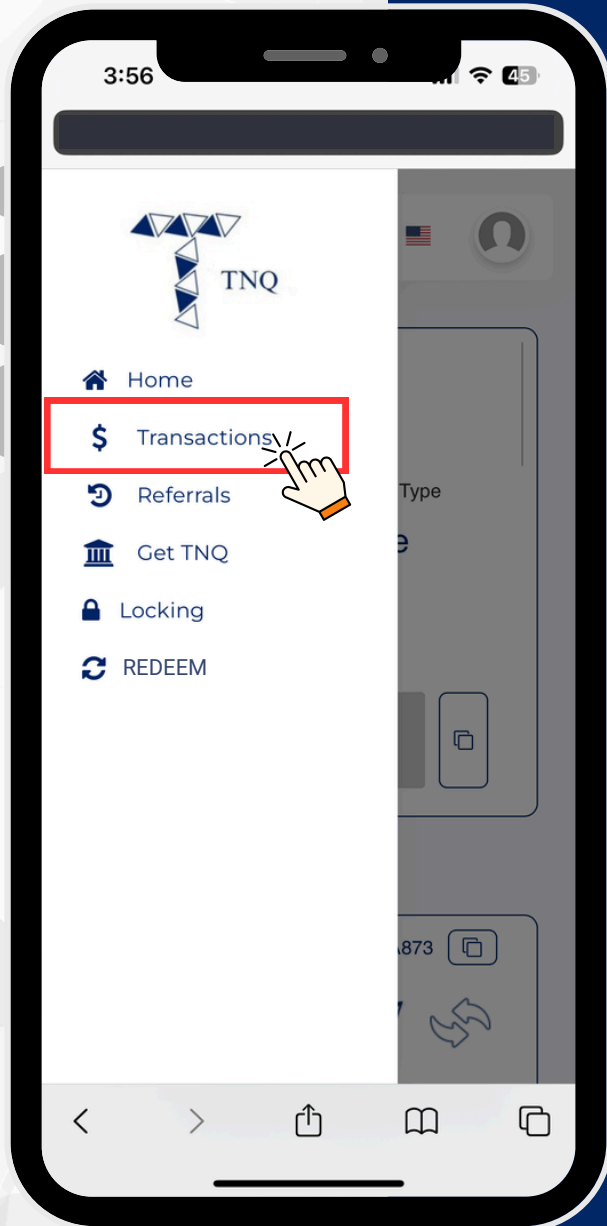 3:56
45
TNQ
Home
Transactions
Type
Referrals
Get TNQ
Locking
REDEEM
A873